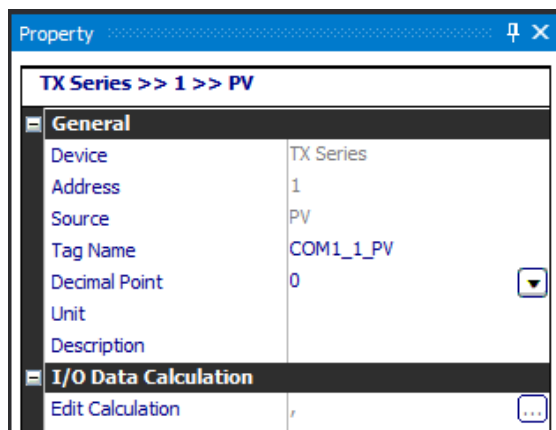 Property
TX Series >> 1 >> PV
General
Device TX Series
Address 1
Source PV
Tag Name COM1_1_PV
Decimal Point 0
Unit
Description
I/O Data Calculation
Edit Calculation , ...